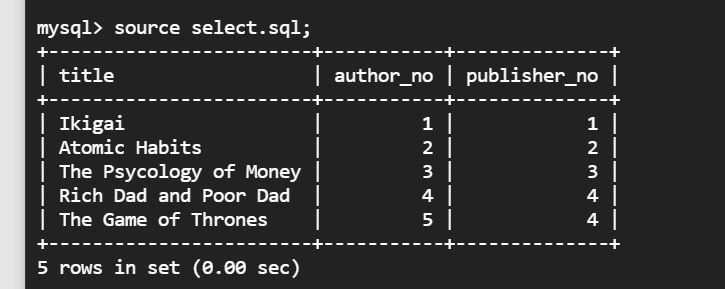 mysql> source select.sql;
+------------------------+-----------+--------------+
| title                  | author_no | publisher_no |
+------------------------+-----------+--------------+
| Ikigai                 |         1 |            1 |
| Atomic Habits          |         2 |            2 |
| The Psycology of Money |         3 |            3 |
| Rich Dad and Poor Dad  |         4 |            4 |
| The Game of Thrones    |         5 |            4 |
+------------------------+-----------+--------------+
5 rows in set (0.00 sec)